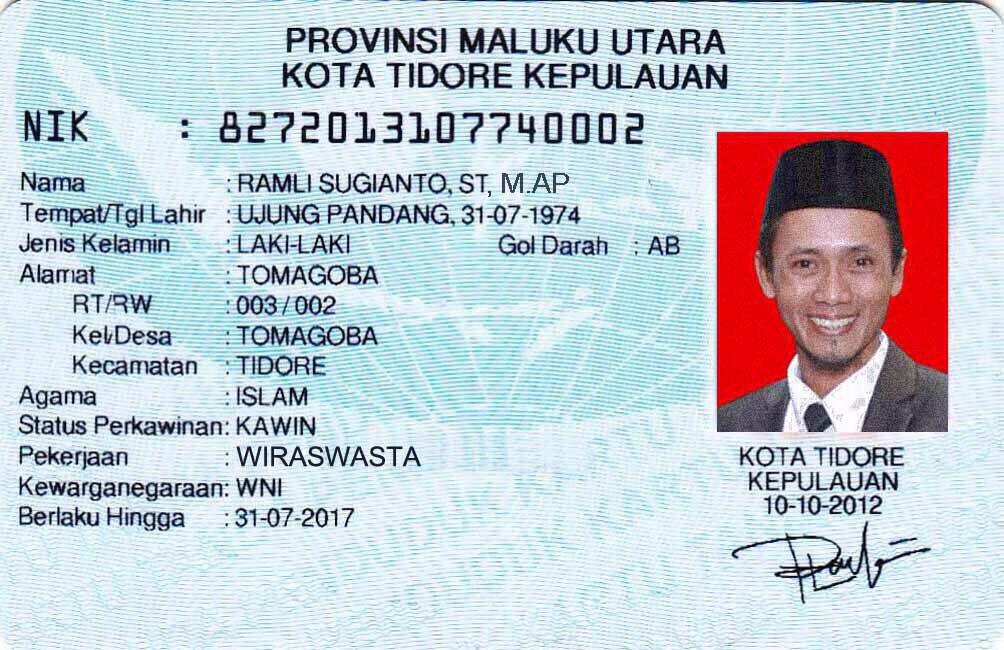 PROVINSI MALUKU UTARA
KOTA TIDORE KEPULAUAN
NIK : 8272013107740002
Nama : RAMLI SUGIANTO, ST, M.AP
Tempat/Tgl Lahir : UJUNG PANDANG, 31-07-1974
Jenis Kelamin : LAKI-LAKI Gol Darah : AB
Alamat : TOMAGOBA
RT/RW : 003 / 002
Kel/Desa : TOMAGOBA
Kecamatan : TIDORE
Agama : ISLAM
Status Perkawinan: KAWIN
Pekerjaan : WIRASWASTA
Kewarganegaraan: WNI
Berlaku Hingga : 31-07-2017
KOTA TIDORE
KEPULAUAN
10-10-2012